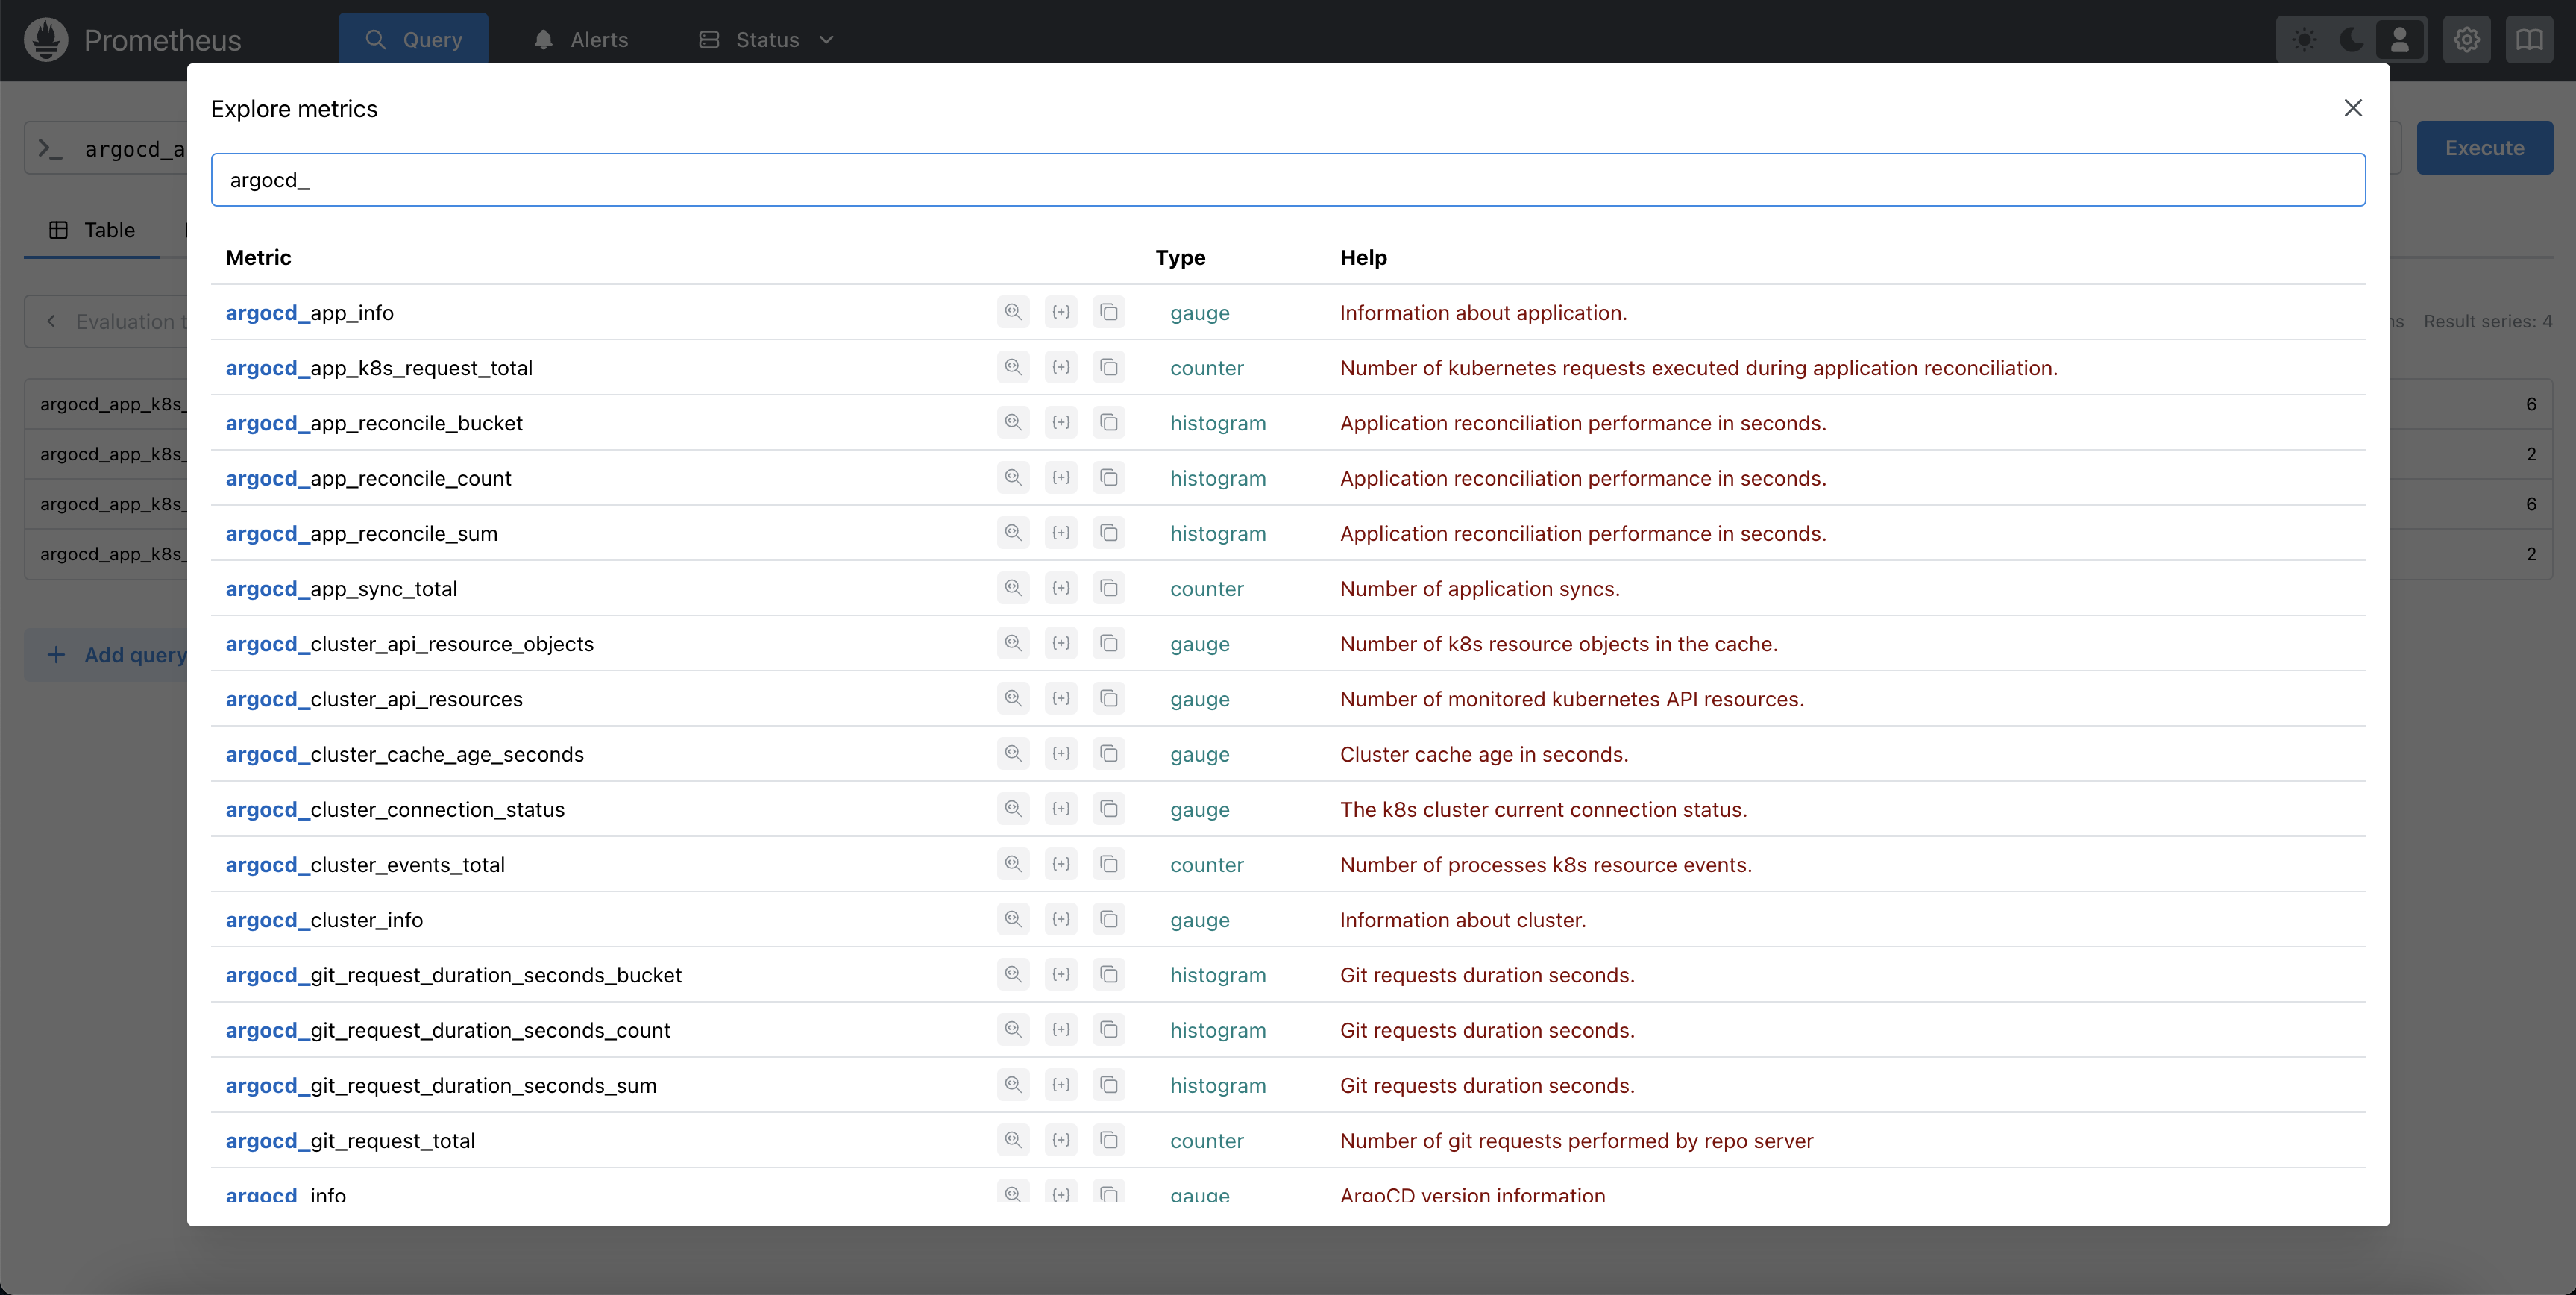 Prometheus Query Alerts Status
Explore metrics
argocd_a
argocd_
Execute
Table
Metric Type Help
argocd_app_info gauge Information about application.
Evaluation
Result series: 4
argocd_app_k8s_request_total counter Number of kubernetes requests executed during application reconciliation.
argocd_app_k8s_ 6
argocd_app_reconcile_bucket {+} histogram Application reconciliation performance in seconds.
argocd_app_k8s_ 2
argocd_app_reconcile_count histogram Application reconciliation performance in seconds.
argocd_app_k8s_ 6
argocd_app_reconcile_sum histogram Application reconciliation performance in seconds.
argocd_app_k8s_ 2
argocd_app_sync_total counter Number of application syncs.
argocd_cluster_api_resource_objects gauge Number of k8s resource objects in the cache.
Add query
argocd_cluster_api_resources gauge Number of monitored kubernetes API resources.
argocd_cluster_cache_age_seconds gauge Cluster cache age in seconds.
argocd_cluster_connection_status gauge The k8s cluster current connection status.
argocd_cluster_events_total counter Number of processes k8s resource events.
argocd_cluster_info gauge Information about cluster.
argocd_git_request_duration_seconds_bucket histogram Git requests duration seconds.
argocd_git_request_duration_seconds_count histogram Git requests duration seconds.
argocd_git_request_duration_seconds_sum histogram Git requests duration seconds.
argocd_git_request_total counter Number of git requests performed by repo server
argocd_info gauge ArgoCD version information